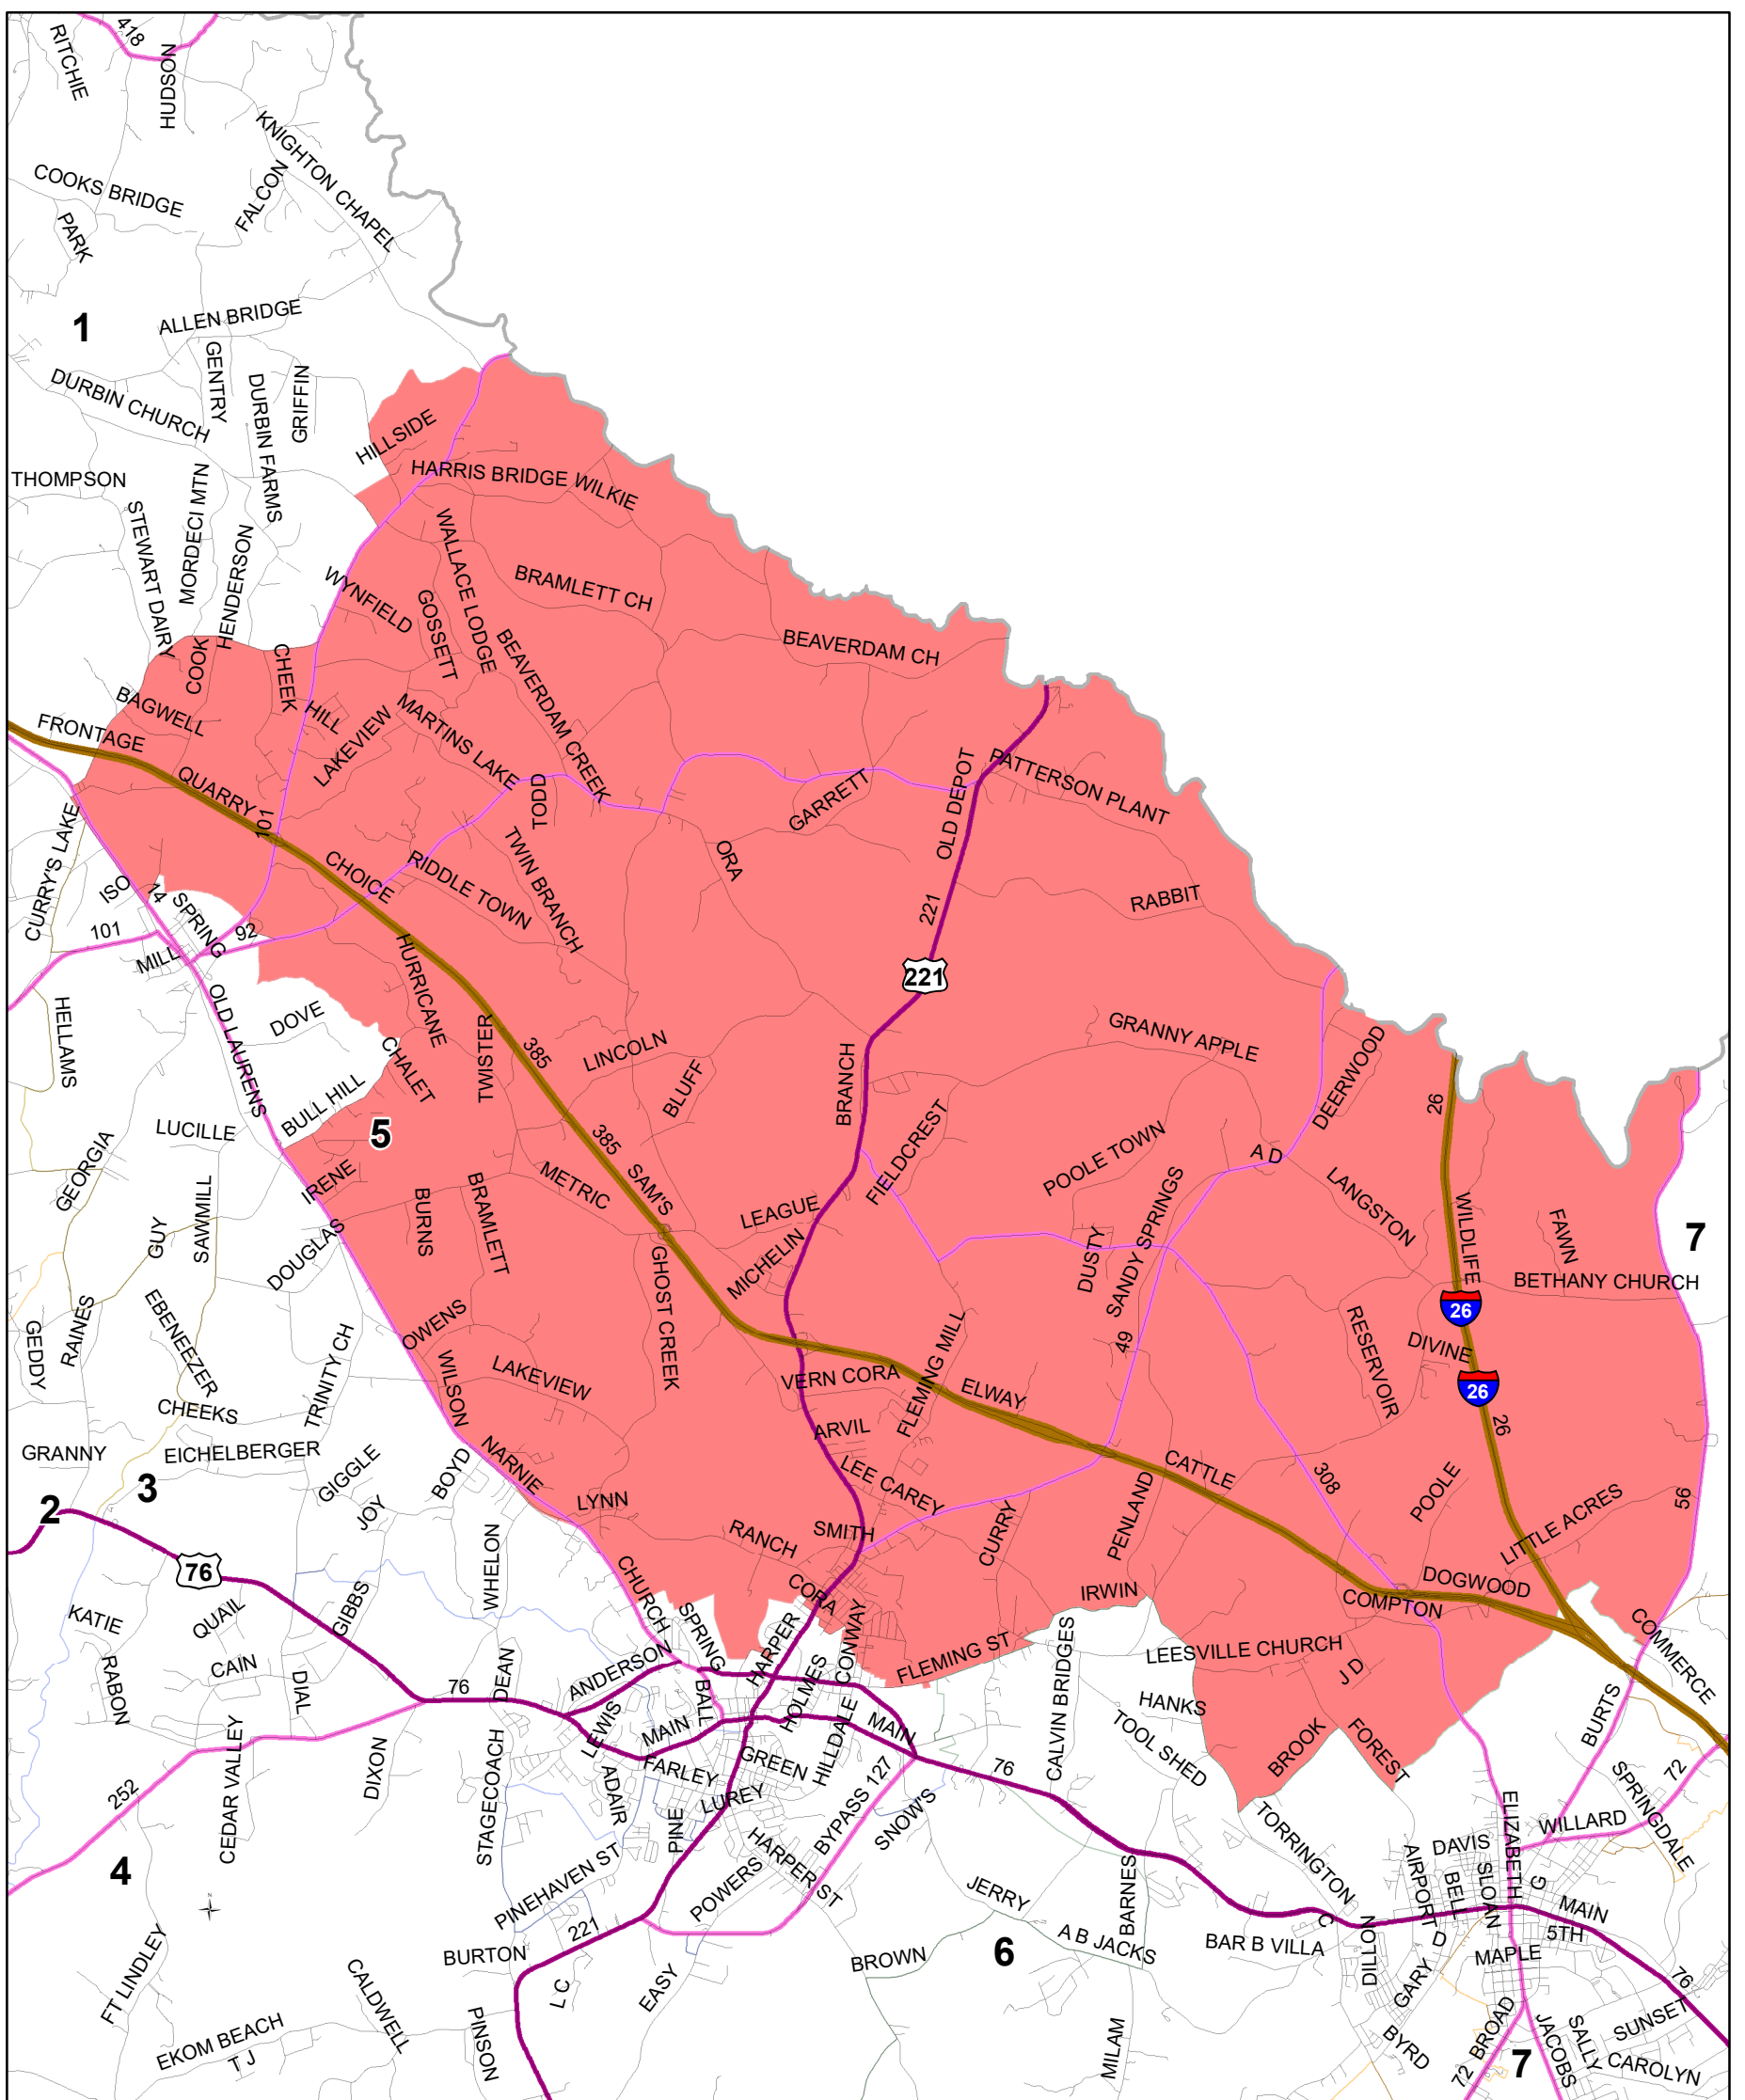 418
RITCHIE
HUDSON
KNIGHTON CHAPEL
COOKS BRIDGE
FALCON
PARK
1
ALLEN BRIDGE
GENTRY
GRIFFIN
DURBIN CHURCH
DURBIN FARMS
HILLSIDE
HARRIS BRIDGE
WILKIE
THOMPSON
STEWART DAIRY
MORDECI MTN
HENDERSON
WALLACE LODGE
WYNFIELD
GOSSETT
BRAMLETT CH
BEAVERDAM CH
COOK
CHEEK
BEAVERDAM CREEK
BAGWELL
HILL
LAKEVIEW
MARTINS LAKE
FRONTAGE
QUARRY
101
TODD
GARRETT
OLD DEPOT
PATTERSON PLANT
CURRY'S LAKE
CHOICE
RIDDLE TOWN
TWIN BRANCH
ORA
RABBIT
221
ISO
14
SPRING
101
92
MILL
HURRICANE
221
HELLAMS
OLD LAURENS
DOVE
CHALET
TWISTER
385
LINCOLN
BLUFF
BRANCH
GRANNY APPLE
DEERWOOD
26
BULL HILL
LUCILLE
5
385
FIELDCREST
POOLE TOWN
A D
GEORGIA
IRENE
SAWMILL
GUY
BURNS
BRAMLETT
METRIC
SAM'S
LEAGUE
MICHELIN
SANDY SPRINGS
DUSTY
LANGSTON
WILDLIFE
FAWN
7
DOUGLAS
GHOST CREEK
BETHANY CHURCH
26
GEDDY
RAINES
EBENEEZER
TRINITY CH
OWENS
WILSON
LAKEVIEW
VERN CORA
FLEMING MILL
ELWAY
49
RESERVOIR
DIVINE
26
26
CHEEKS
GRANNY
EICHELBERGER
GIGGLE
BOYD
NARNIE
ARVIL
LEE CAREY
CATTLE
308
POOLE
LITTLE ACRES
56
3
2
JOY
LYNN
RANCH
SMITH
CURRY
PENLAND
76
WHELON
CHURCH
CORA
IRWIN
COMPTON
DOGWOOD
KATIE
QUAIL
GIBBS
SPRING
HARPER
CONWAY
FLEMING ST
CALVIN BRIDGES
LEESVILLE CHURCH
J D
COMMERCE
RABON
CAIN
DIAL
76
DEAN
ANDERSON
BALL
HOLMES
HANKS
TOOL SHED
BURTS
252
CEDAR VALLEY
DIXON
STAGECOACH
LEWIS
MAIN
FARLEY
GREEN
HILLDALE
MAIN
76
BROOK
FOREST
72
SPRINGDALE
ADAIR
PINE
LUREY
BYPASS 127
SNOW'S
TORRINGTON
ELIZABETH
WILLARD
4
PINEHAVEN ST
POWERS
HARPER ST
JERRY
BARNES
AIRPORT
DAVIS
BELL
SLOAN
G
MAIN
221
BURTON
BROWN
6
A B JACKS
BAR B VILLA
C
DILLON
D
MAPLE
5TH
GARY
76
FT LINDLEY
EKOM BEACH
T J
CALDWELL
PINSON
L C
EASY
MILAM
BYRD
BROAD
72
7
JACOBS
SALLY
SUNSET
CAROLYN